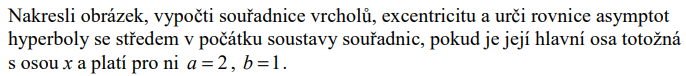 Nakresli obrázek, vypočti souřadnice vrcholů, excentricitu a urči rovnice asymptot
hyperboly se středem v počátku soustavy souřadnic, pokud je její hlavní osa totožná
s osou x a platí pro ni a = 2, b = 1.